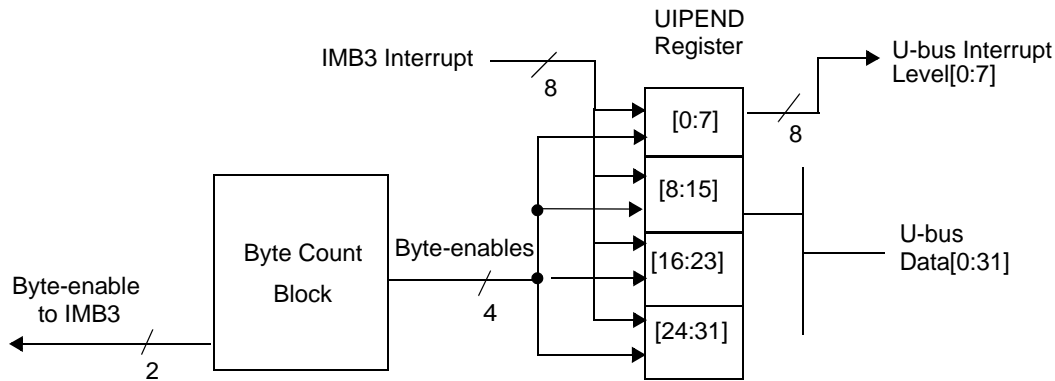 UIPEND
Register
IMB3 Interrupt
8
U-bus Interrupt
Level[0:7]
[0:7]
8
[8:15]
Byte Count
Block
Byte-enables
4
[16:23]
U-bus
Data[0:31]
Byte-enable
to IMB3
2
[24:31]